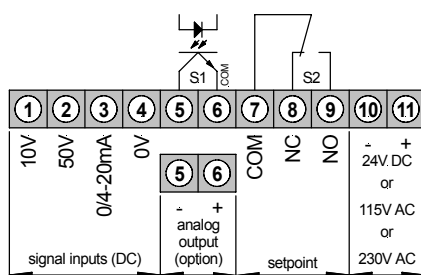 S1
COM
S2
1 2 3 4 5 6 7 8 9 10 11
10V
50V
0/4-20mA
0V
5 6
- +
analog
output
(option)
COM
NC
NO
- +
24V DC
or
115V AC
or
230V AC
signal inputs (DC)
setpoint